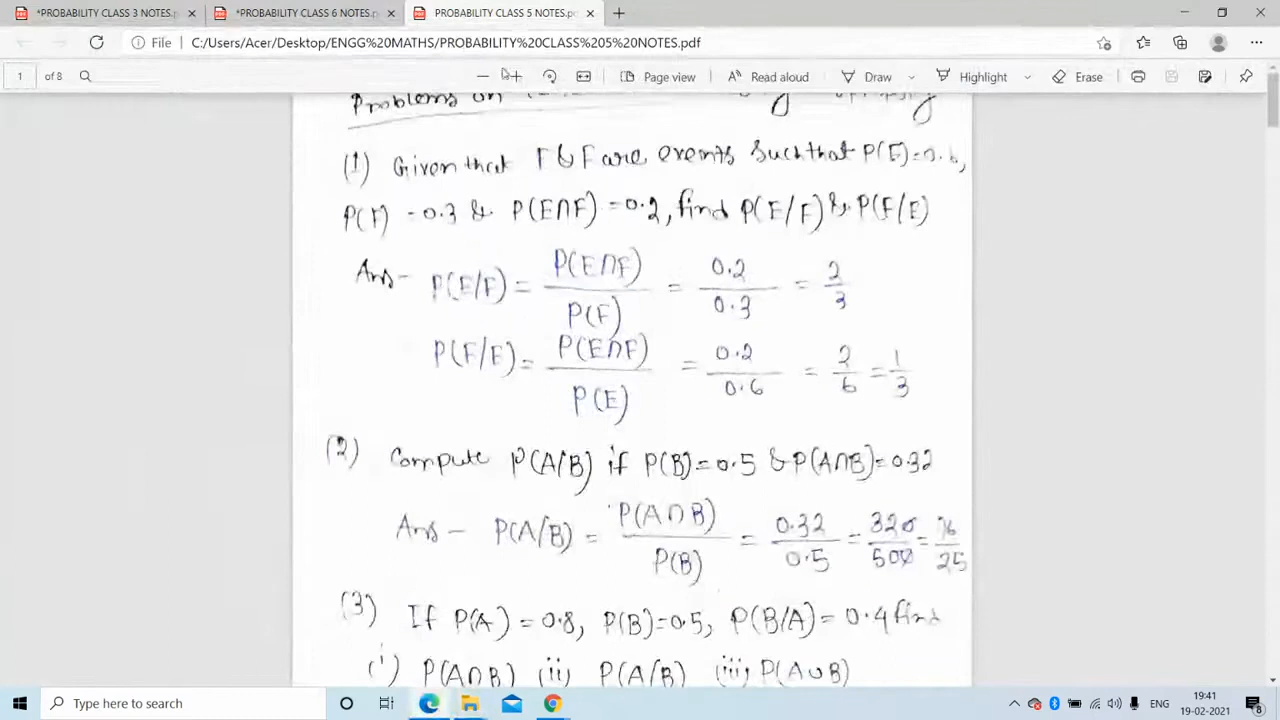 *PROBABILITY CLASS 3 NOTES.p
*PROBABILITY CLASS 6 NOTES.p
PROBABILITY CLASS 5 NOTES.p
File C:/Users/Acer/Desktop/ENGG%20MATHS/PROBABILITY%20CLASS%205%20NOTES.pdf
1 of 8 Page view Read aloud Draw Highlight Erase
Problems on
(1) Given that E & F are events such that P(E)=0.6,
P(F) =0.3 & P(E∩F) =0.2, find P(E/F) & P(F/E)
Ans - P(E/F) = P(E∩F) / P(F) = 0.2 / 0.3 = 2/3
P(F/E) = P(E∩F) / P(E) = 0.2 / 0.6 = 2/6 = 1/3
(2) Compute P(A/B) if P(B)=0.5 & P(A∩B)=0.32
Ans - P(A/B) = P(A∩B) / P(B) = 0.32 / 0.5 = 320/500 = 16/25
(3) If P(A) = 0.8, P(B)=0.5, P(B/A)= 0.4 find
(i) P(A∩B) (ii) P(A/B) (iii) P(A∪B)
Type here to search
ENG
19:41
19-02-2021
8